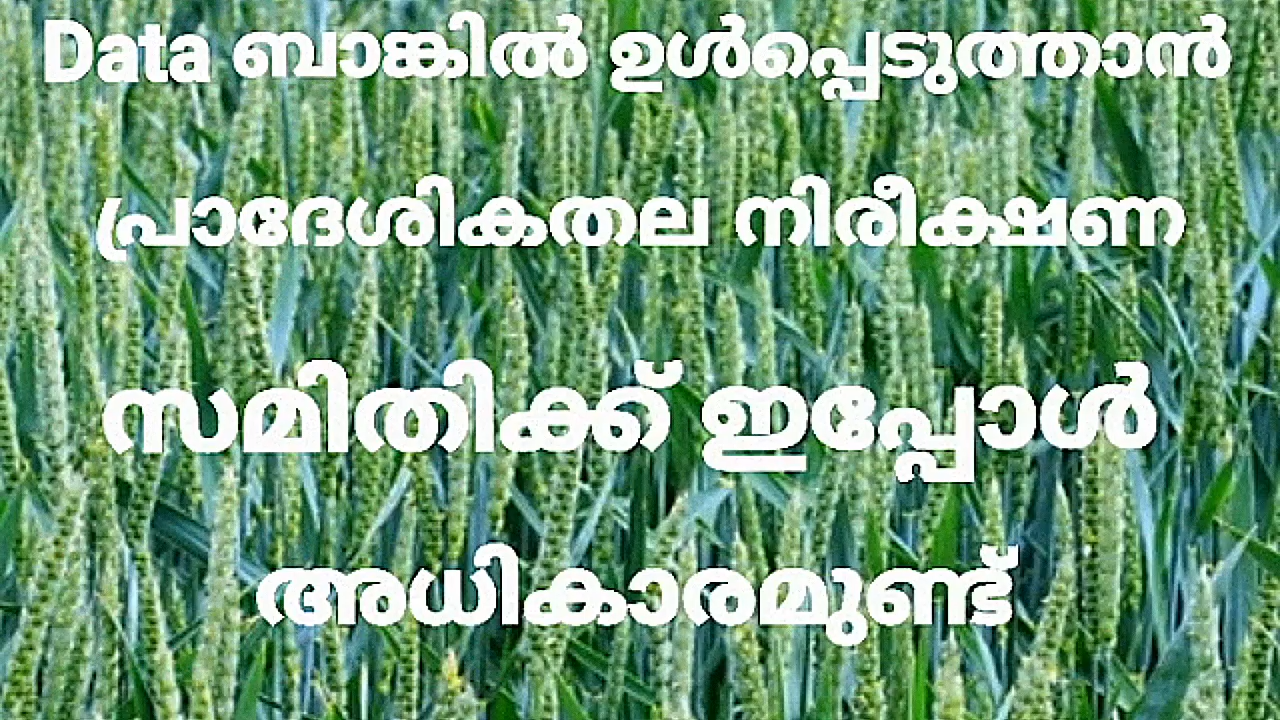 Data ബാങ്കിൽ ഉൾപ്പെടുത്താൻ
പ്രാദേശികതല നിരീക്ഷണ
സമിതിക്ക് ഇപ്പോൾ
അധികാരമുണ്ട്